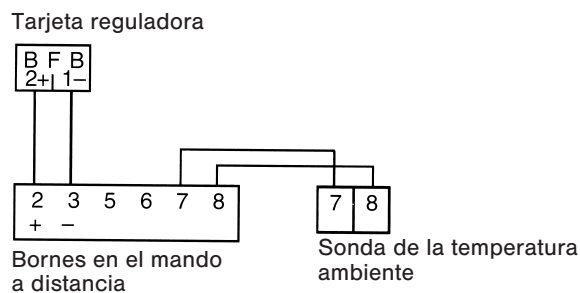 Tarjeta reguladora
B F B
2+ 1−
2 3 5 6 7 8
+ −
7 8
Bornes en el mando
a distancia
Sonda de la temperatura
ambiente